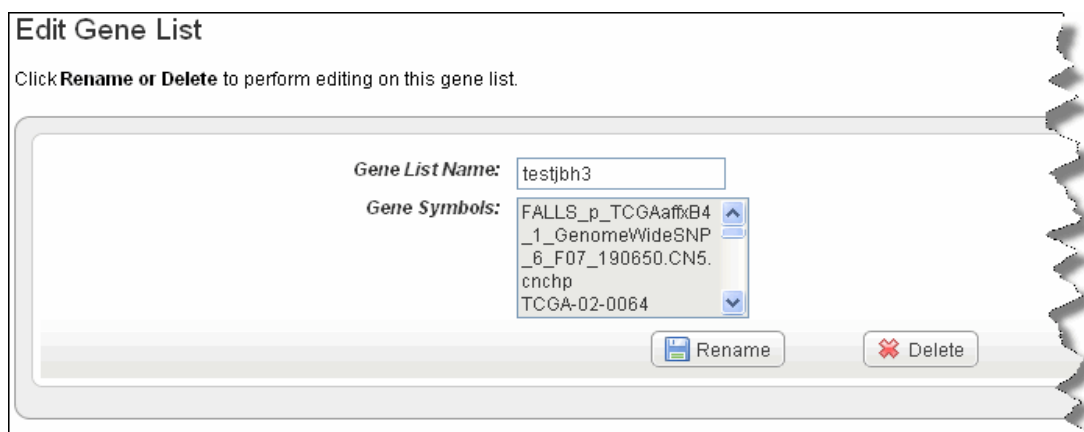 Edit Gene List
Click Rename or Delete to perform editing on this gene list.
Gene List Name: testjbh3
Gene Symbols: FALLS_p_TCGAaffxB4
_1_GenomeWideSNP
_6_F07_190650.CN5.
cnchp
TCGA-02-0064
Rename Delete